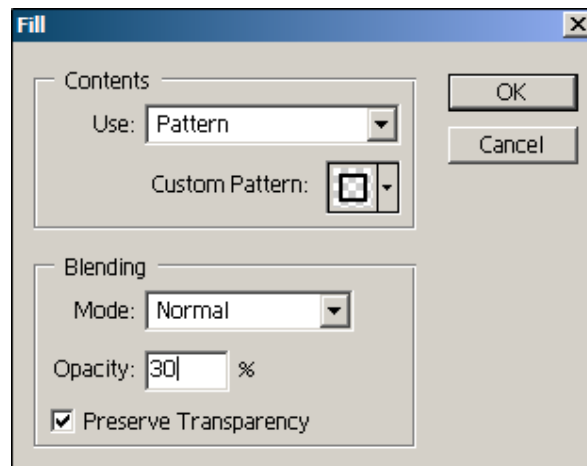 Fill
Contents
OK
Use: Pattern
Cancel
Custom Pattern:
Blending
Mode: Normal
Opacity: 30 %
Preserve Transparency